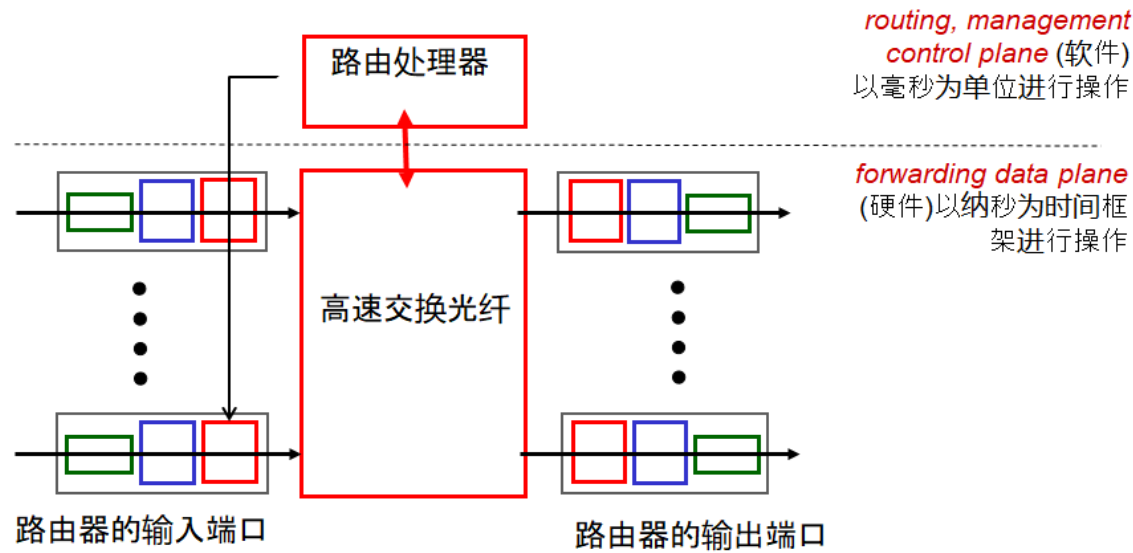 routing, management
control plane (软件)
以毫秒为单位进行操作
路由处理器
forwarding data plane
(硬件)以纳秒为时间框
架进行操作
高速交换光纤
路由器的输入端口
路由器的输出端口